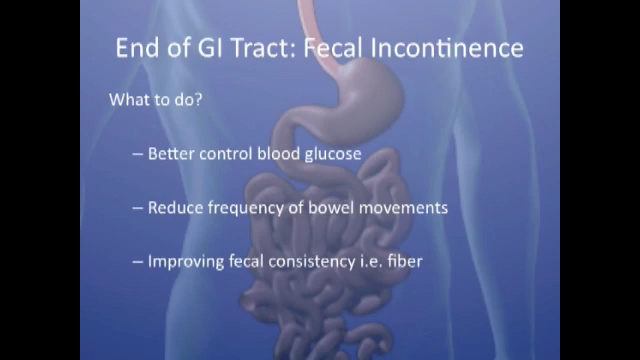 End of GI Tract: Fecal Incontinence
What to do?
– Better control blood glucose
– Reduce frequency of bowel movements
– Improving fecal consistency i.e. fiber